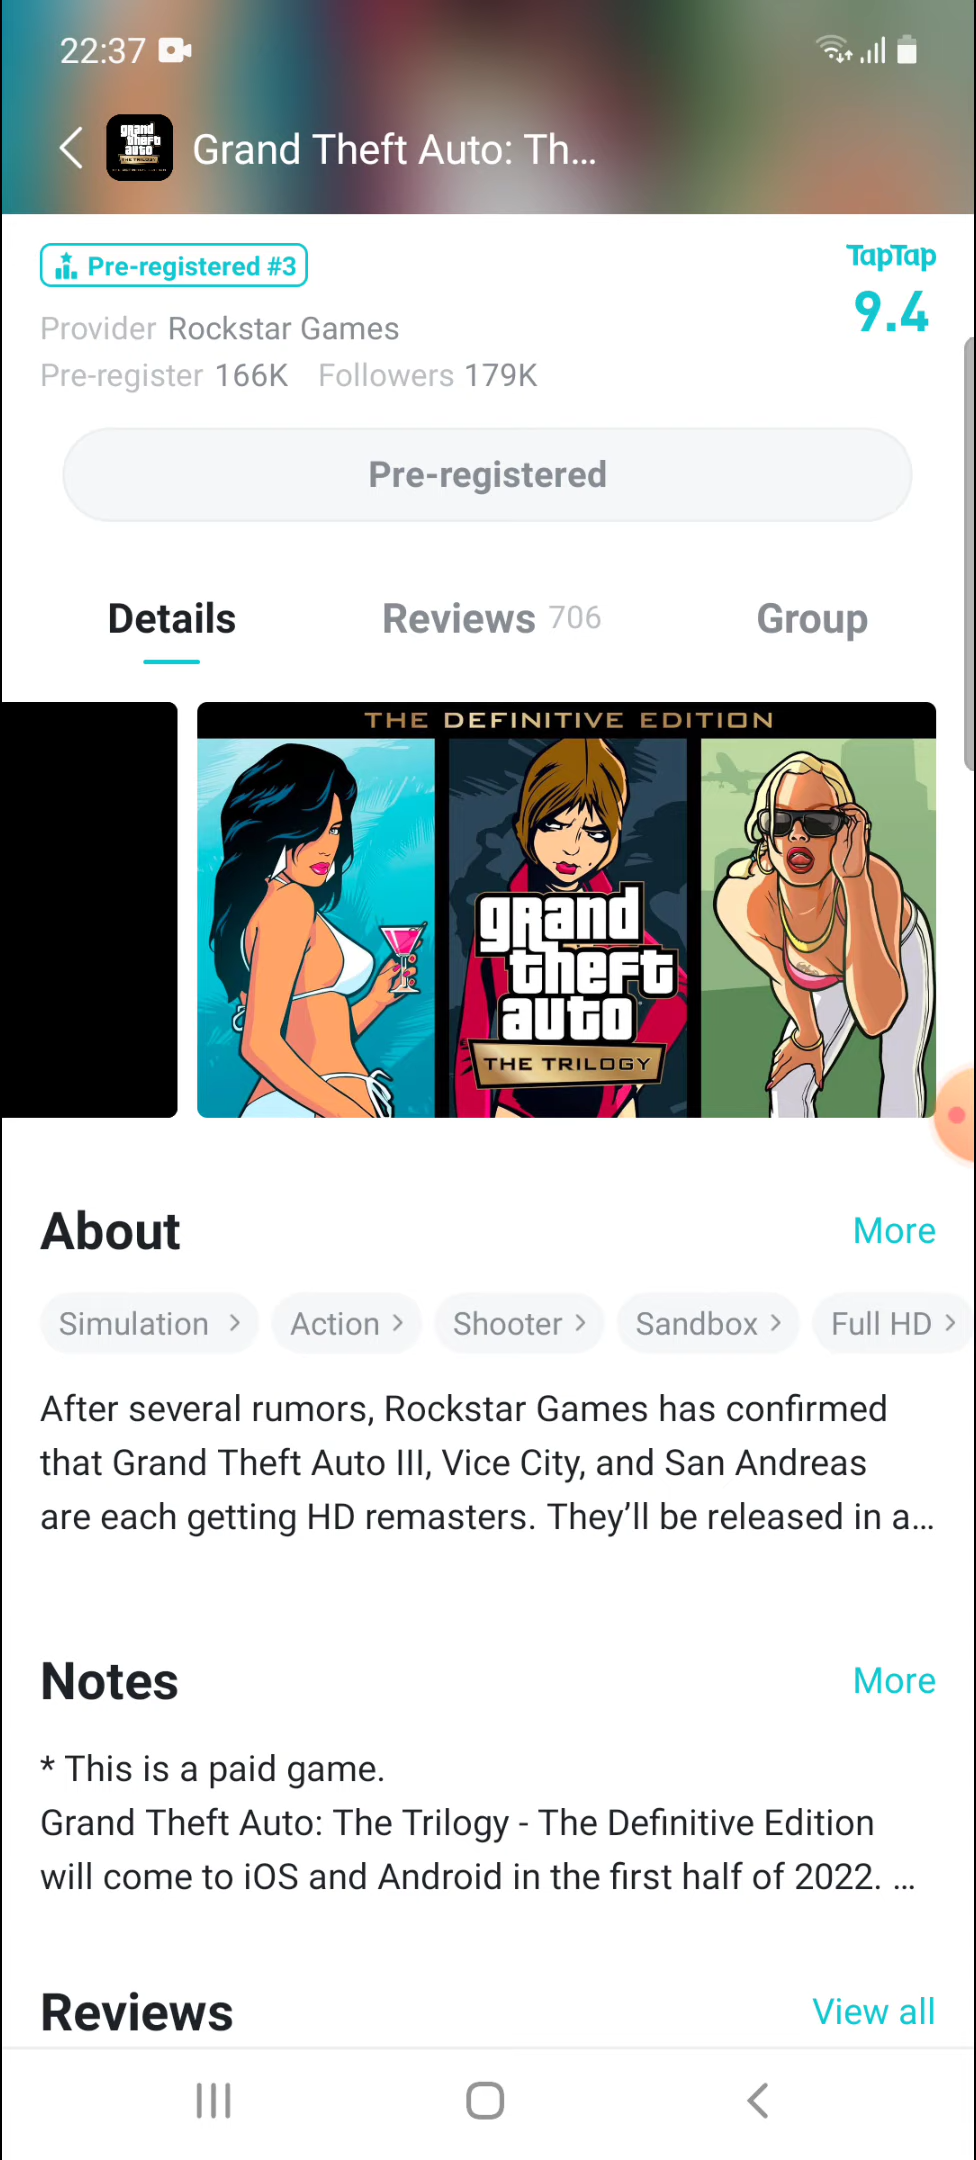 22:37
grand theft auto
THE TRILOGY
Grand Theft Auto: Th...
Pre-registered #3
TapTap
9.4
Provider Rockstar Games
Pre-register 166K Followers 179K
Pre-registered
Details Reviews 706 Group
THE DEFINITIVE EDITION
grand
theft
auto
THE TRILOGY
About More
Simulation > Action > Shooter > Sandbox > Full HD >
After several rumors, Rockstar Games has confirmed
that Grand Theft Auto III, Vice City, and San Andreas
are each getting HD remasters. They’ll be released in a...
Notes More
* This is a paid game.
Grand Theft Auto: The Trilogy - The Definitive Edition
will come to iOS and Android in the first half of 2022. ...
Reviews View all